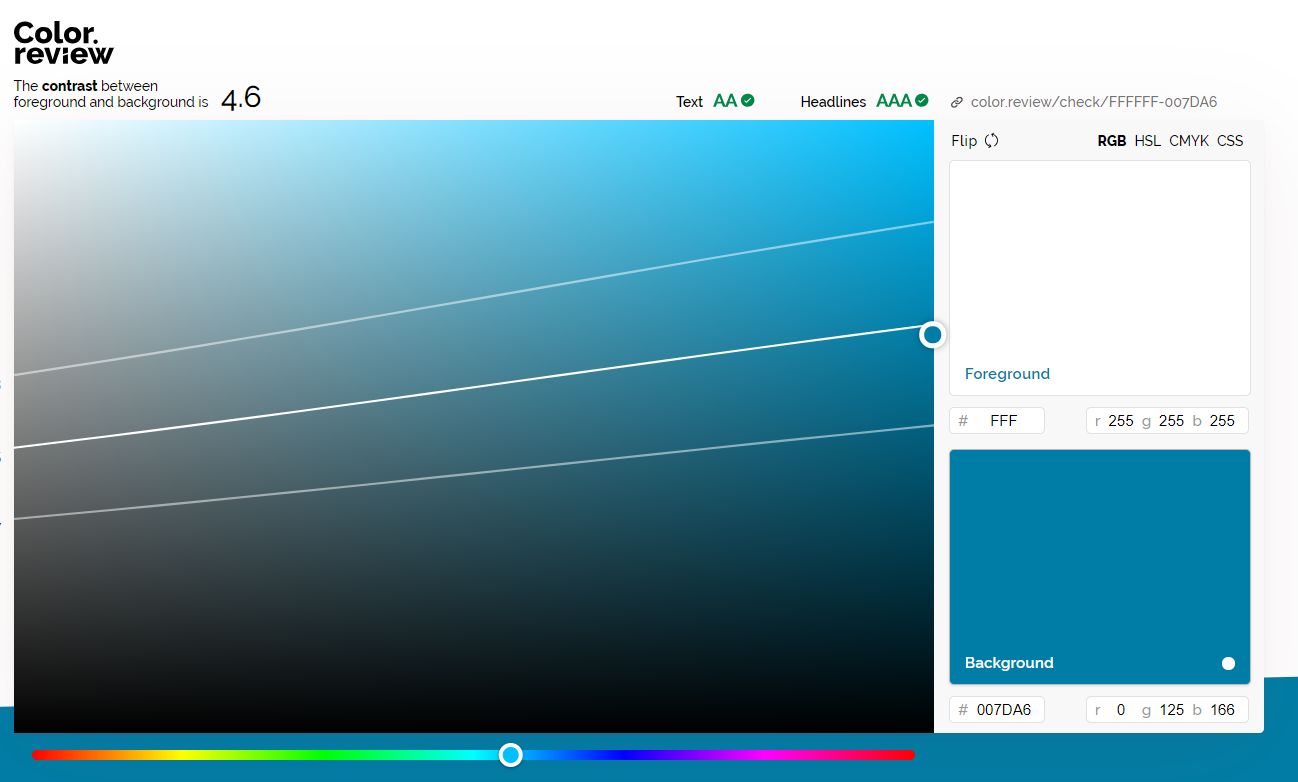 Color.
review
The contrast between
foreground and background is 4.6
Text AA
Headlines AAA
color.review/check/FFFFFF-007DA6
Flip
RGB HSL CMYK CSS
Foreground
# FFF
r 255 g 255 b 255
Background
# 007DA6
r 0 g 125 b 166